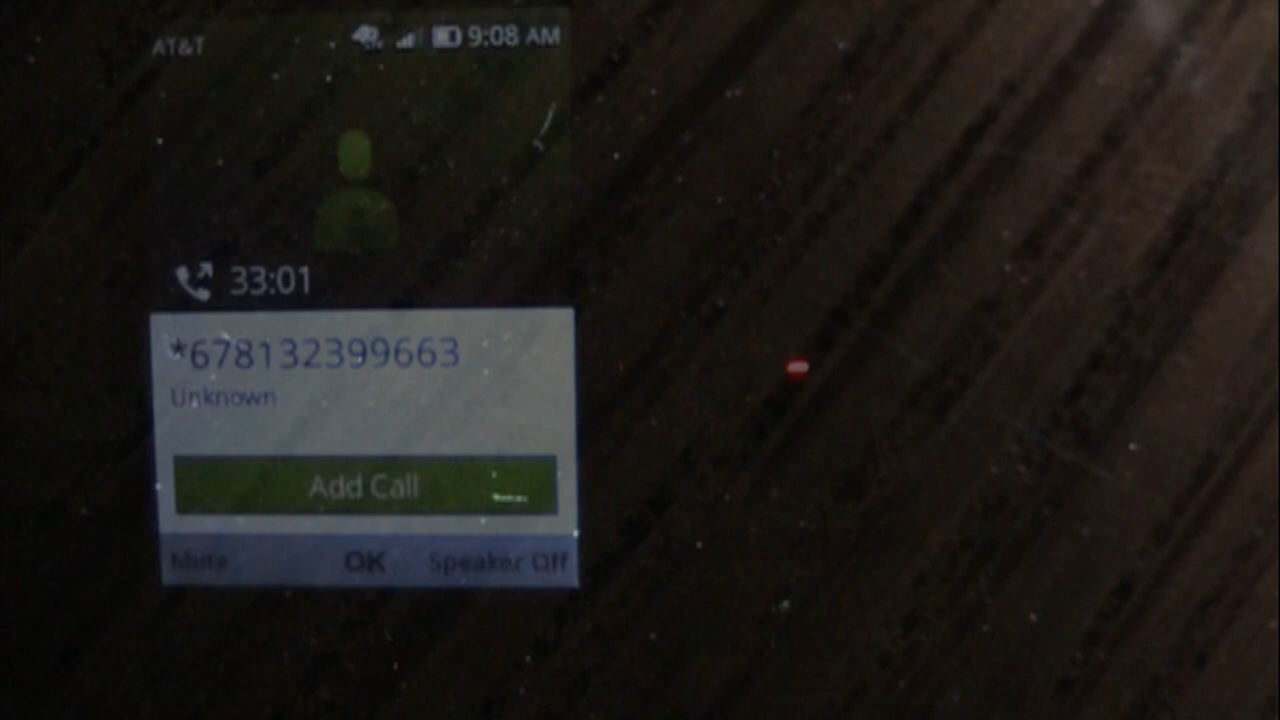 AT&T 9:08 AM
33:01
*678132399663
Unknown
Add Call
Mute OK Speaker Off